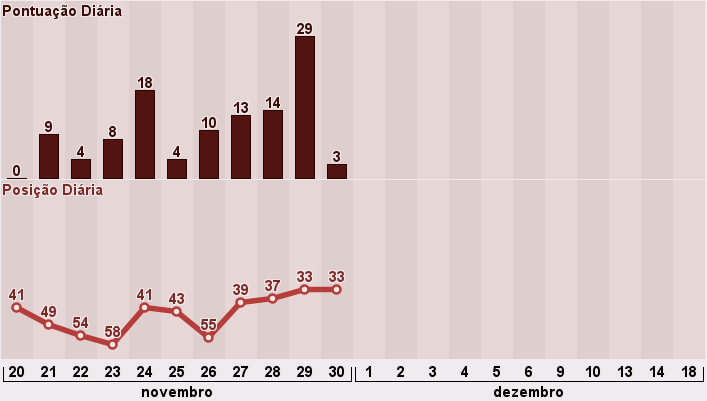 Pontuação Diária
0 9 4 8 18 4 10 13 14 29 3
Posição Diária
41 49 54 58 41 43 55 39 37 33 33
20 21 22 23 24 25 26 27 28 29 30 1 2 3 4 5 6 9 10 13 14 18
novembro dezembro